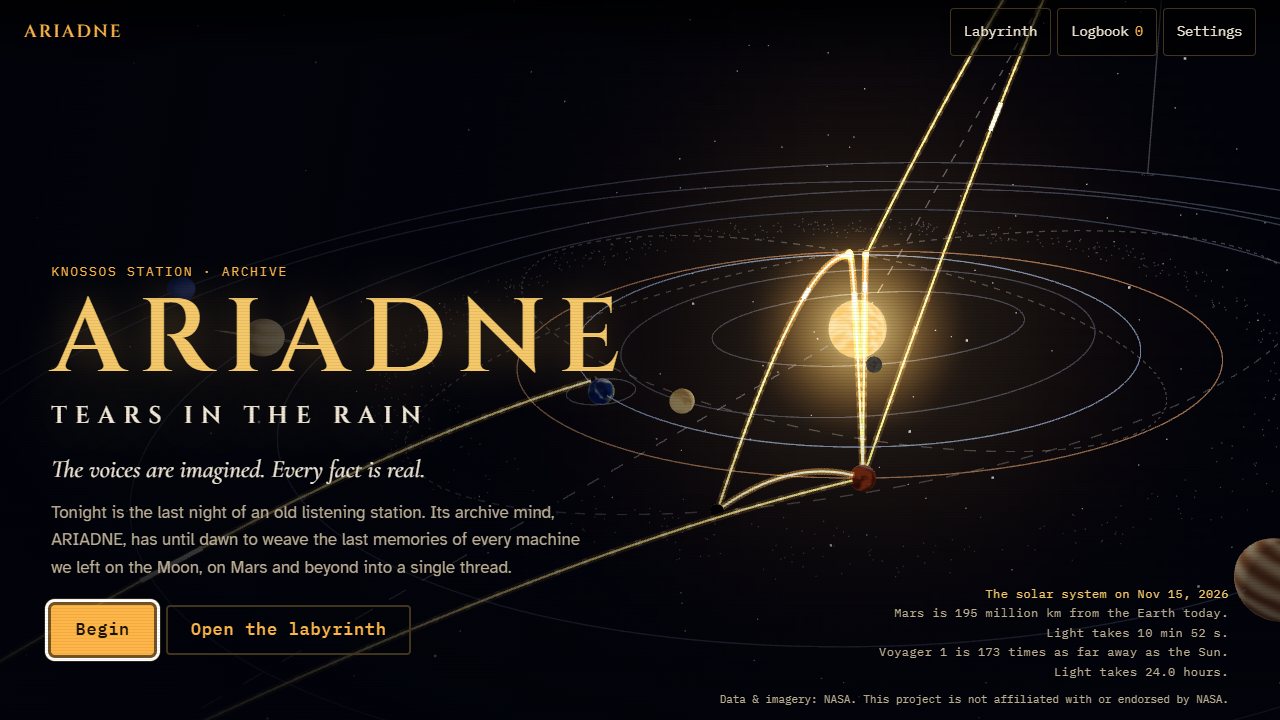 ARIADNE
Labyrinth
Logbook 0
Settings
KNOSSOS STATION · ARCHIVE
ARIADNE
TEARS IN THE RAIN
The voices are imagined. Every fact is real.
Tonight is the last night of an old listening station. Its archive mind,
ARIADNE, has until dawn to weave the last memories of every machine
we left on the Moon, on Mars and beyond into a single thread.
Begin
Open the labyrinth
The solar system on Nov 15, 2026
Mars is 195 million km from the Earth today.
Light takes 10 min 52 s.
Voyager 1 is 173 times as far away as the Sun.
Light takes 24.0 hours.
Data & imagery: NASA. This project is not affiliated with or endorsed by NASA.